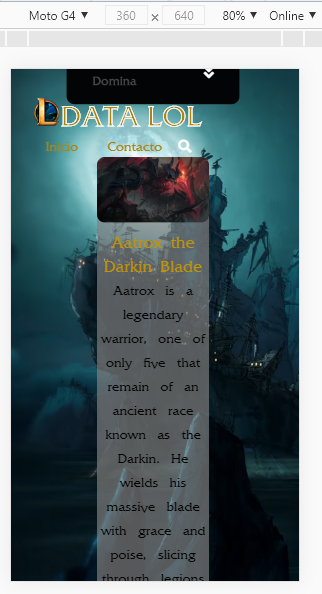 Moto G4 ▼ 360 × 640 80% ▼ Online ▼
Domina
DATA LOL
Inicio Contacto
Aatrox the
Darkin Blade
Aatrox is a
legendary
warrior, one of
only five that
remain of an
ancient race
known as the
Darkin. He
wields his
massive blade
with grace and
poise, slicing
through legions